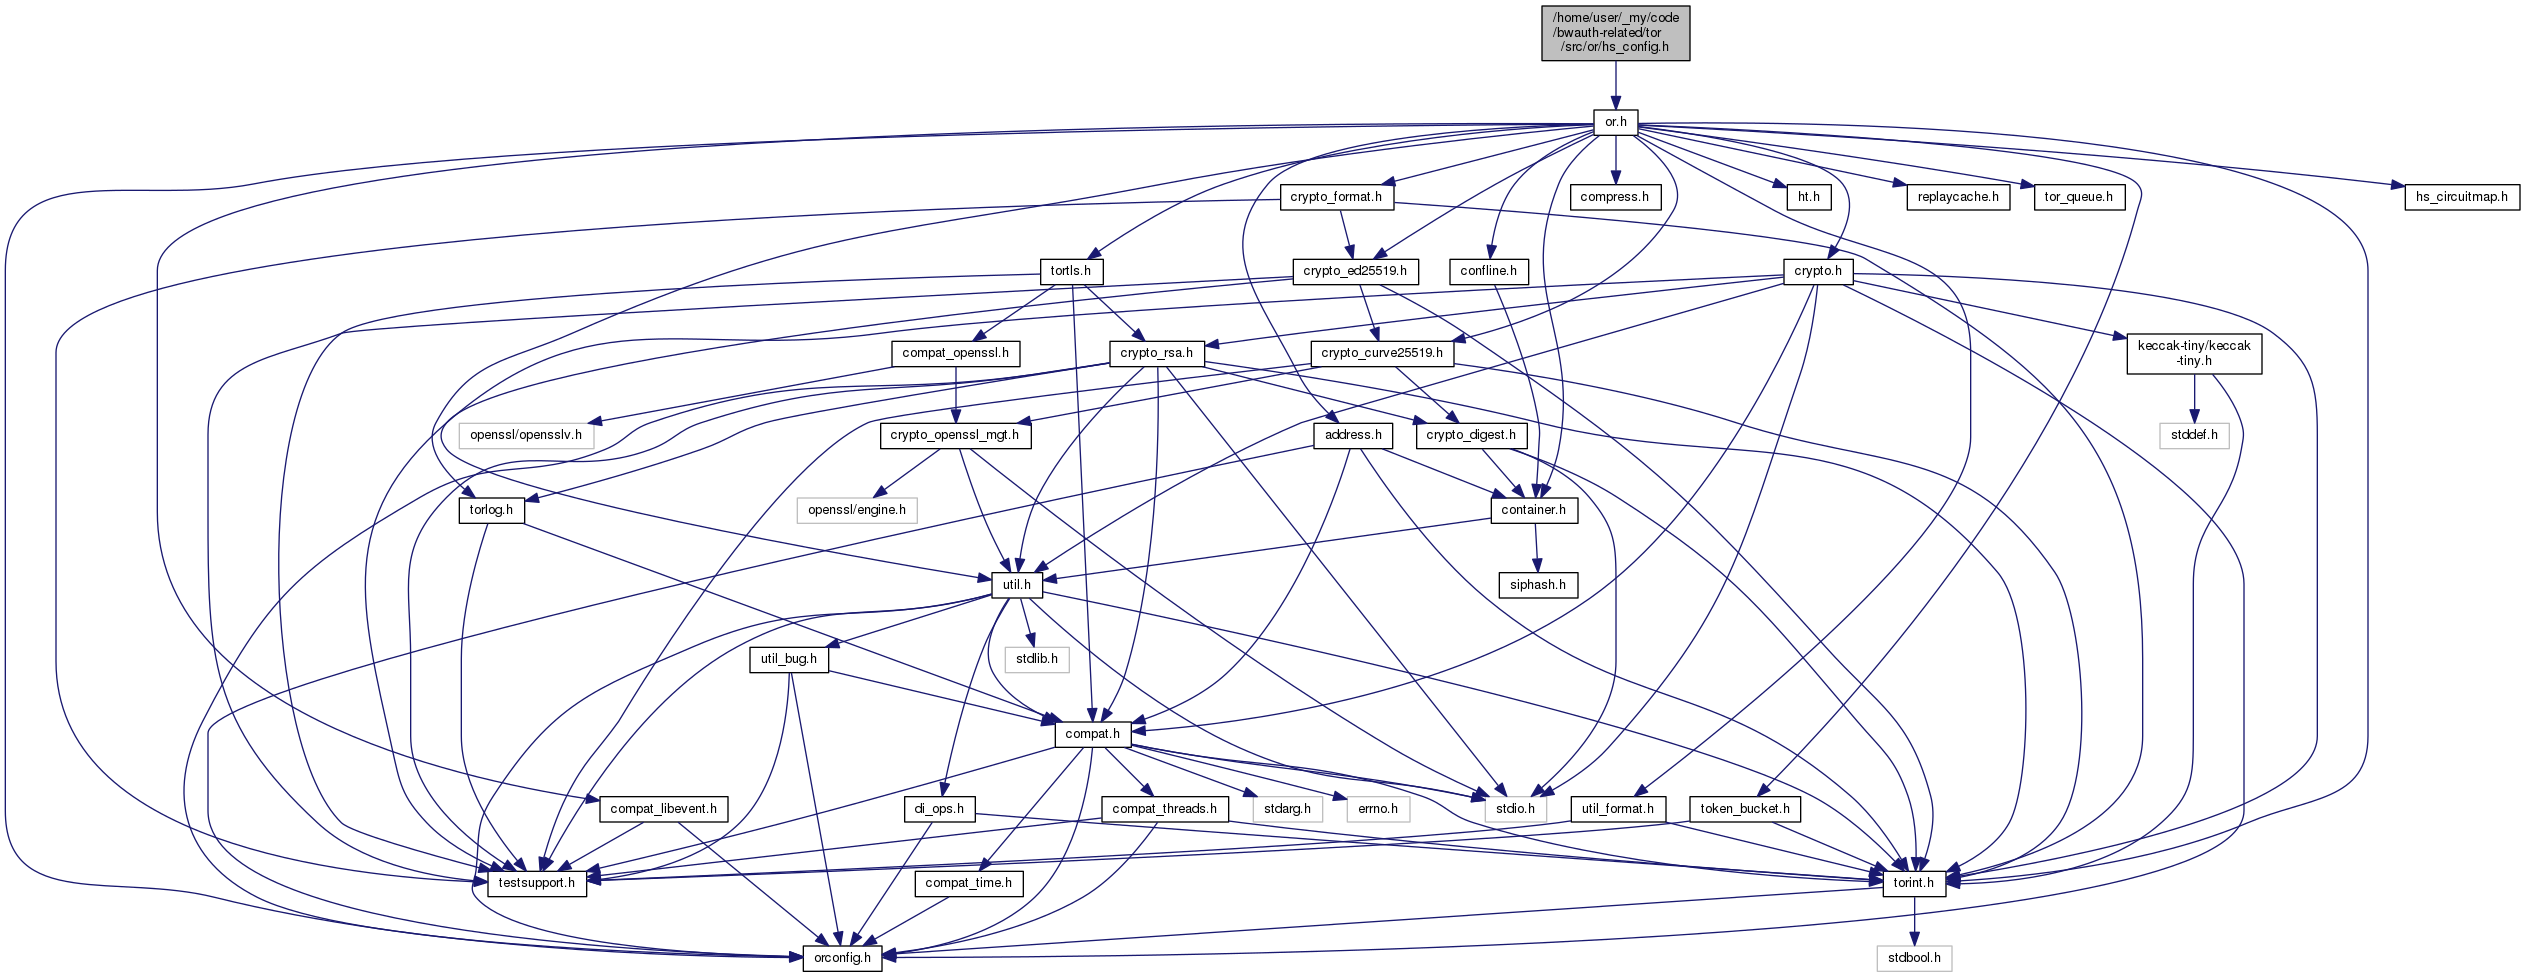 /home/user/_my/code
/bwauth-related/tor
/src/or/hs_config.h
or.h
crypto_format.h
compress.h
ht.h
replaycache.h
tor_queue.h
hs_circuitmap.h
tortls.h
crypto_ed25519.h
confline.h
crypto.h
compat_openssl.h
crypto_rsa.h
crypto_curve25519.h
keccak-tiny/keccak
-tiny.h
openssl/opensslv.h
crypto_openssl_mgt.h
address.h
crypto_digest.h
stddef.h
torlog.h
openssl/engine.h
container.h
util.h
siphash.h
util_bug.h
stdlib.h
compat.h
compat_libevent.h
di_ops.h
compat_threads.h
stdarg.h
errno.h
stdio.h
util_format.h
token_bucket.h
testsupport.h
compat_time.h
torint.h
orconfig.h
stdbool.h